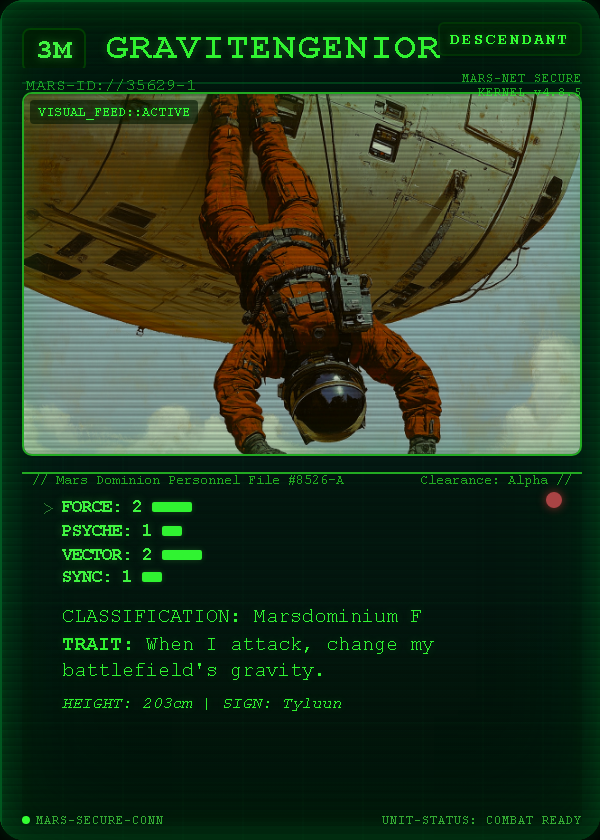 3M GRAVITENGENIOR DESCENDANT
MARS-ID://35629-1
MARS-NET SECURE
KERNEL v4.8.5
VISUAL_FEED::ACTIVE
// Mars Dominion Personnel File #8526-A Clearance: Alpha //
> FORCE: 2
PSYCHE: 1
VECTOR: 2
SYNC: 1
CLASSIFICATION: Marsdominium F
TRAIT: When I attack, change my
battlefield's gravity.
HEIGHT: 203cm | SIGN: Tyluun
MARS-SECURE-CONN UNIT-STATUS: COMBAT READY